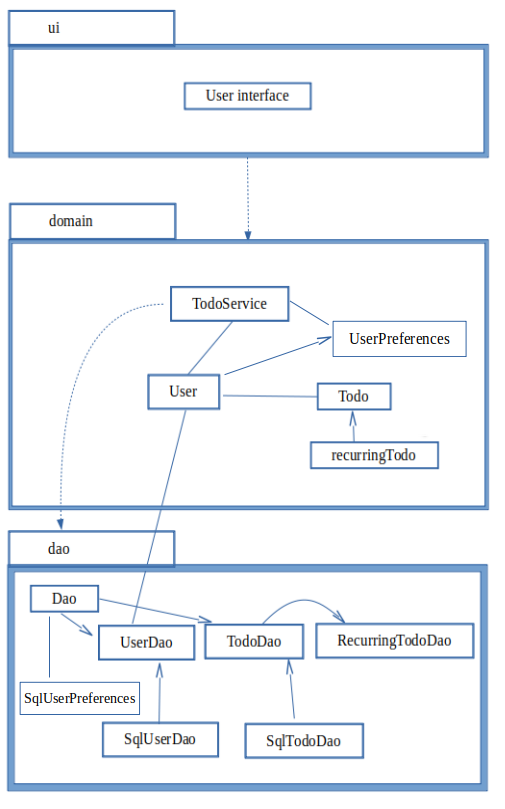 ui
User interface
domain
TodoService
UserPreferences
User
Todo
recurringTodo
dao
Dao
UserDao
TodoDao
RecurringTodoDao
SqlUserPreferences
SqlUserDao
SqlTodoDao